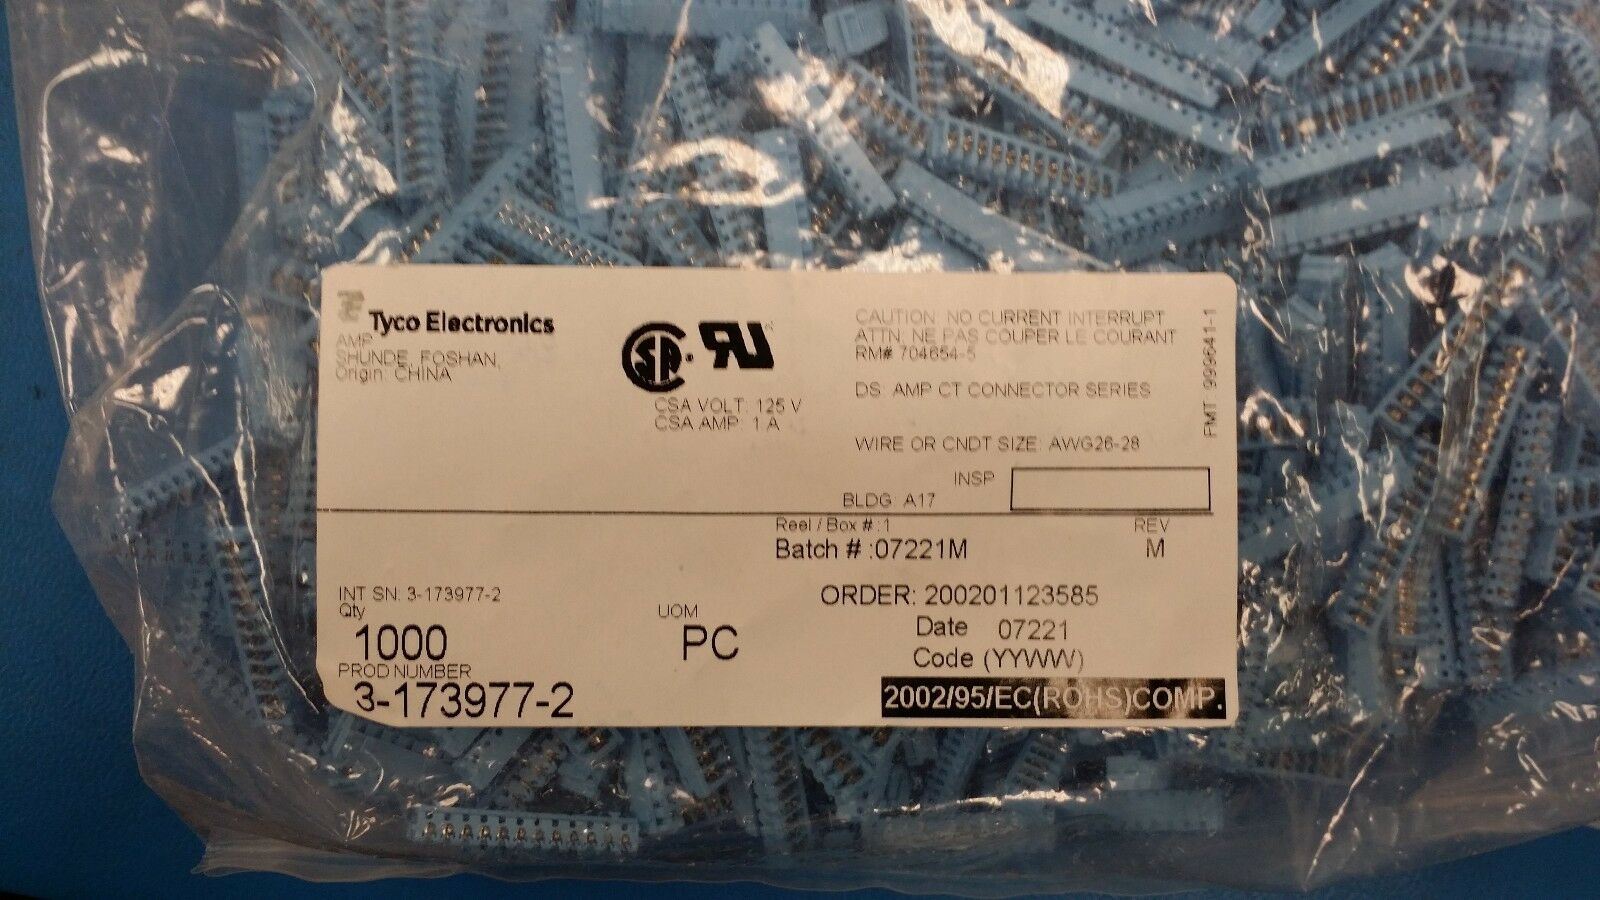 Tyco Electronics
AMP
SHUNDE, FOSHAN,
Origin: CHINA
CSA VOLT: 125 V
CSA AMP: 1 A
CAUTION: NO CURRENT INTERRUPT
ATTN: NE PAS COUPER LE COURANT
RM# 704654-5
DS: AMP CT CONNECTOR SERIES
WIRE OR CNDT SIZE: AWG26-28
FMT: 999641-1
INSP
BLDG: A17
Reel / Box # :1
REV
Batch # :07221M
M
INT SN: 3-173977-2
ORDER: 200201123585
Qty
UOM
1000
PC
Date 07221
Code (YYWW)
PROD NUMBER
3-173977-2
2002/95/EC(ROHS)COMP.